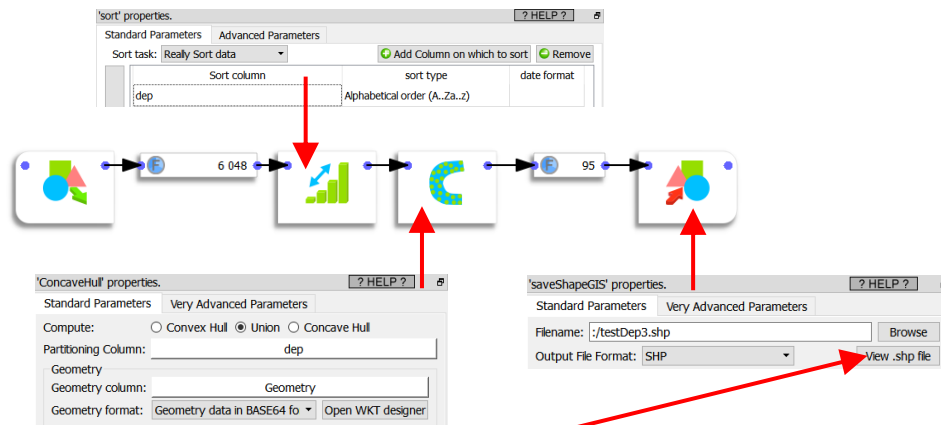 'sort' properties. ? HELP ?
Standard Parameters Advanced Parameters
Sort task: Really Sort data Add Column on which to sort Remove
Sort column sort type date format
dep Alphabetical order (A..Za..z)
F 6 048 F 95
'ConcaveHull' properties. ? HELP ?
Standard Parameters Very Advanced Parameters
Compute: Convex Hull Union Concave Hull
Partitioning Column: dep
Geometry
Geometry column: Geometry
Geometry format: Geometry data in BASE64 fo Open WKT designer
'saveShapeGIS' properties. ? HELP ?
Standard Parameters Very Advanced Parameters
Filename: :/testDep3.shp Browse
Output File Format: SHP View .shp file